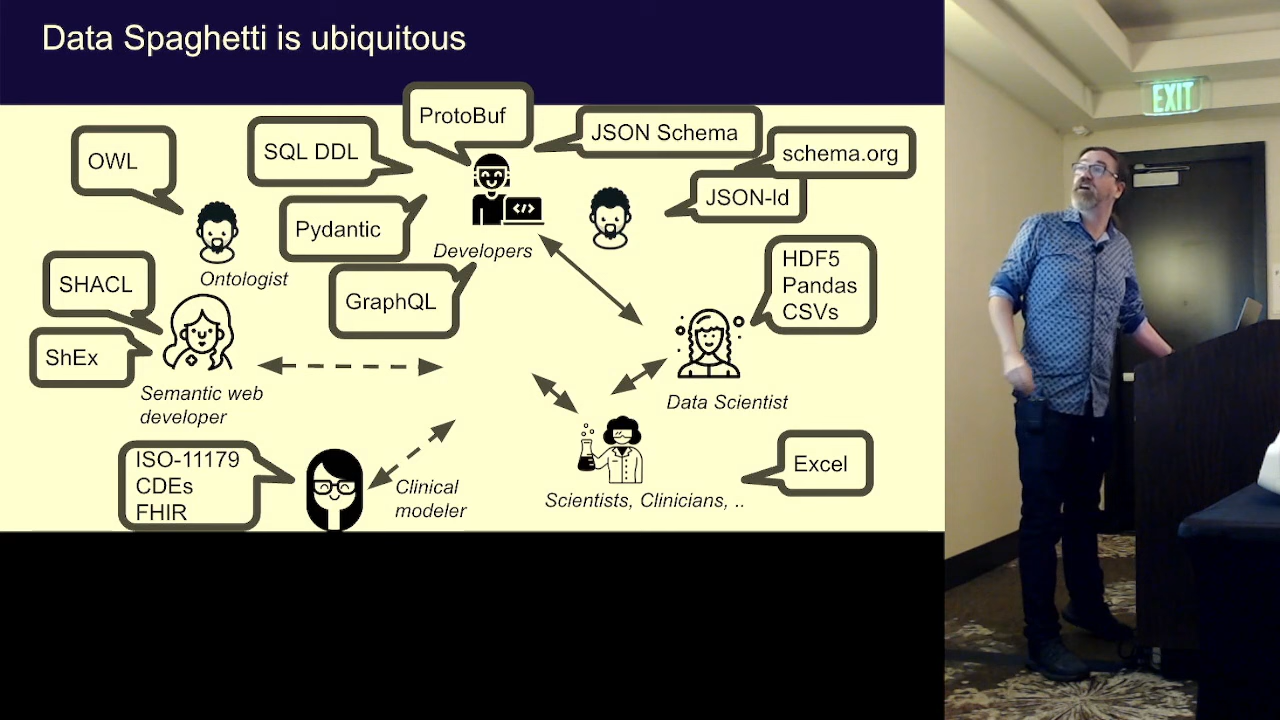 Data Spaghetti is ubiquitous
ProtoBuf
JSON Schema
SQL DDL
OWL
schema.org
JSON-ld
Pydantic
Developers
Ontologist
GraphQL
HDF5
Pandas
CSVs
SHACL
ShEx
Semantic web
developer
Data Scientist
ISO-11179
CDEs
FHIR
Clinical
modeler
Excel
Scientists, Clinicians, ..
EXIT